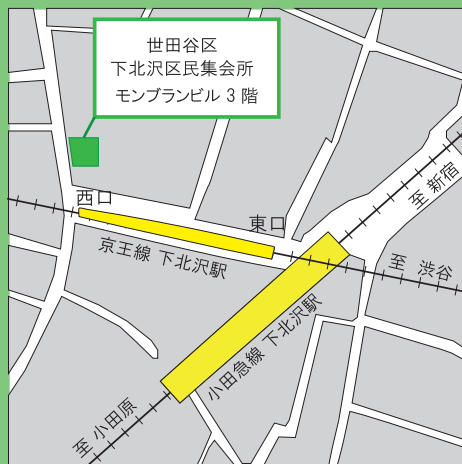 世田谷区
下北沢区民集会所
モンブランビル 3 階
西口
東口
至 新宿
京王線 下北沢駅
至 渋谷
小田急線 下北沢駅
至 小田原